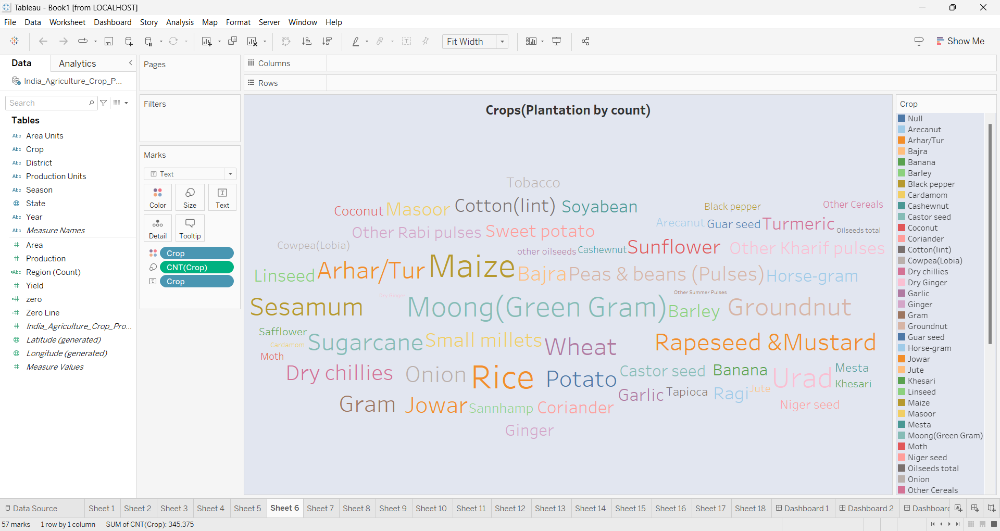 Tableau - Book1 [from LOCALHOST]
File Data Worksheet Dashboard Story Analysis Map Format Server Window Help
Fit Width
Show Me
Data Analytics
India_Agriculture_Crop_P...
Search
Tables
Abc Area Units
Abc Crop
Abc District
Abc Production Units
Abc Season
State
Abc Year
Abc Measure Names
# Area
# Production
=Abc Region (Count)
# Yield
=# zero
=# Zero Line
# India_Agriculture_Crop_Pro...
Latitude (generated)
Longitude (generated)
# Measure Values
Pages
Filters
Marks
T Text
Color Size Text
Detail Tooltip
Crop
CNT(Crop)
Crop
Columns
Rows
Crops(Plantation by count)
Tobacco
Coconut Masoor Cotton(lint) Soyabean Black pepper Other Cereals
Other Rabi pulses Sweet potato Arecanut Guar seed Turmeric Oilseeds total
Cowpea(Lobia) other oilseeds Cashewnut Sunflower Other Kharif pulses
Linseed Arhar/Tur Maize Bajra Peas & beans (Pulses) Horse-gram
Sesamum Dry Ginger Moong(Green Gram) Other Summer Pulses Barley Groundnut
Safflower
Cardamom Sugarcane Small millets Wheat Rapeseed &Mustard
Moth
Dry chillies Onion Rice Potato Castor seed Banana Urad Mesta
Khesari
Garlic Tapioca Ragi Jute
Gram Jowar Sannhamp Coriander Niger seed
Ginger
Crop
Null
Arecanut
Arhar/Tur
Bajra
Banana
Barley
Black pepper
Cardamom
Cashewnut
Castor seed
Coconut
Coriander
Cotton(lint)
Cowpea(Lobia)
Dry chillies
Dry Ginger
Garlic
Ginger
Gram
Groundnut
Guar seed
Horse-gram
Jowar
Jute
Khesari
Linseed
Maize
Masoor
Mesta
Moong(Green Gram)
Moth
Niger seed
Oilseeds total
Onion
Other Cereals
Data Source Sheet 1 Sheet 2 Sheet 3 Sheet 4 Sheet 5 Sheet 6 Sheet 7 Sheet 8 Sheet 9 Sheet 10 Sheet 11 Sheet 12 Sheet 13 Sheet 14 Sheet 15 Sheet 16 Sheet 17 Sheet 18 Dashboard 1 Dashboard 2 Dashboard
57 marks 1 row by 1 column SUM of CNT(Crop): 345,375